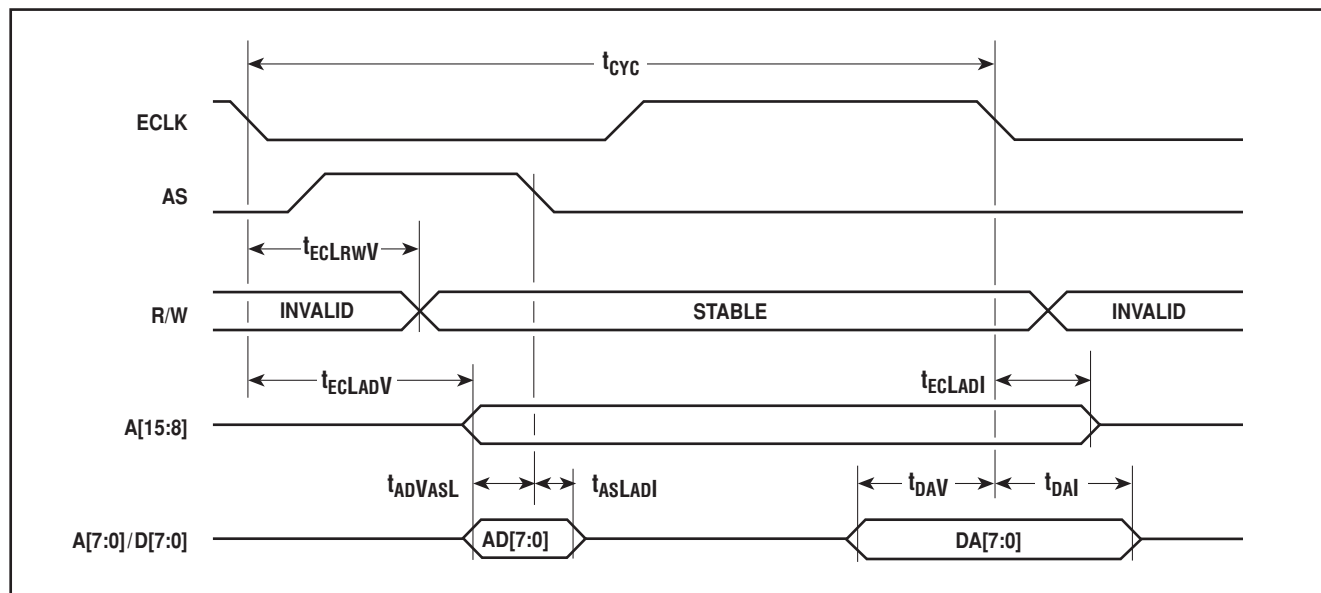 tCYC
ECLK
AS
tECLRWV
R/W
INVALID
STABLE
INVALID
tECLADV
tECLADI
A[15:8]
tADVASL
tASLADI
tDAV
tDAI
A[7:0]/D[7:0]
AD[7:0]
DA[7:0]